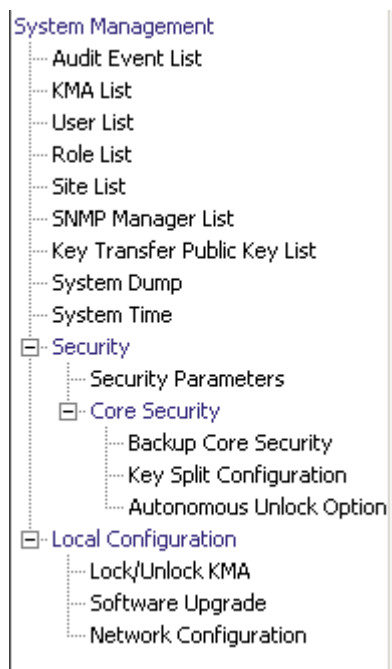 System Management
Audit Event List
KMA List
User List
Role List
Site List
SNMP Manager List
Key Transfer Public Key List
System Dump
System Time
Security
Security Parameters
Core Security
Backup Core Security
Key Split Configuration
Autonomous Unlock Option
Local Configuration
Lock/Unlock KMA
Software Upgrade
Network Configuration